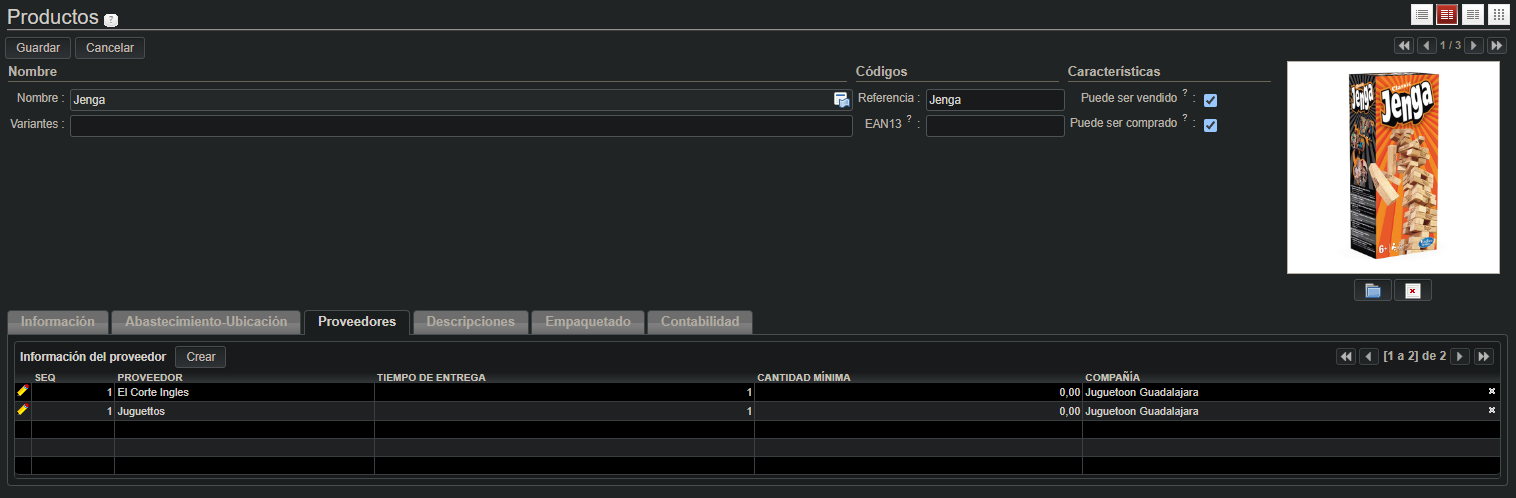 Productos ?
Guardar Cancelar 1 / 3
Nombre Códigos Características
Nombre : Jenga Referencia : Jenga Puede ser vendido ? :
Variantes : EAN13 ? : Puede ser comprado ? :
Classic
Jenga
Jenga
6+
Información Abastecimiento-Ubicación Proveedores Descripciones Empaquetado Contabilidad
Información del proveedor Crear [1 a 2] de 2
SEQ PROVEEDOR TIEMPO DE ENTREGA CANTIDAD MÍNIMA COMPAÑÍA
1 El Corte Ingles 1 0,00 Juguetoon Guadalajara
1 Juguettos 1 0,00 Juguetoon Guadalajara